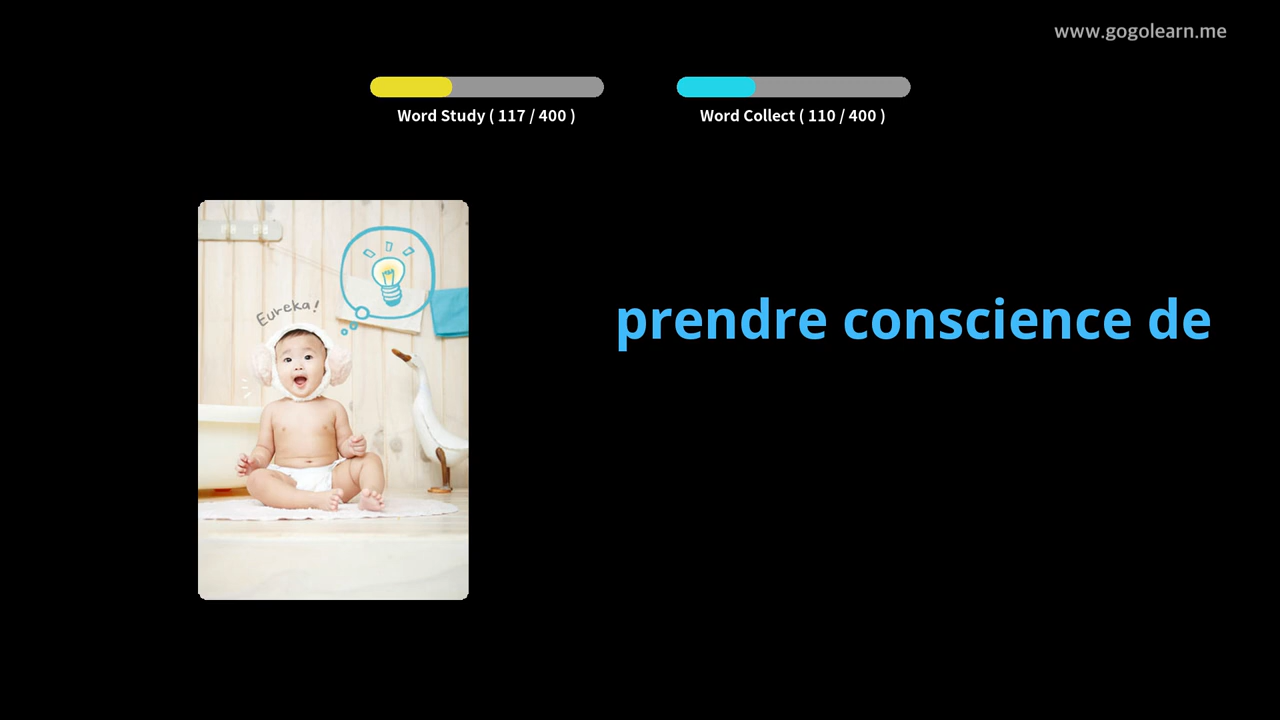 www.gogolearn.me
Word Study ( 117 / 400 )
Word Collect ( 110 / 400 )
Eureka!
prendre conscience de